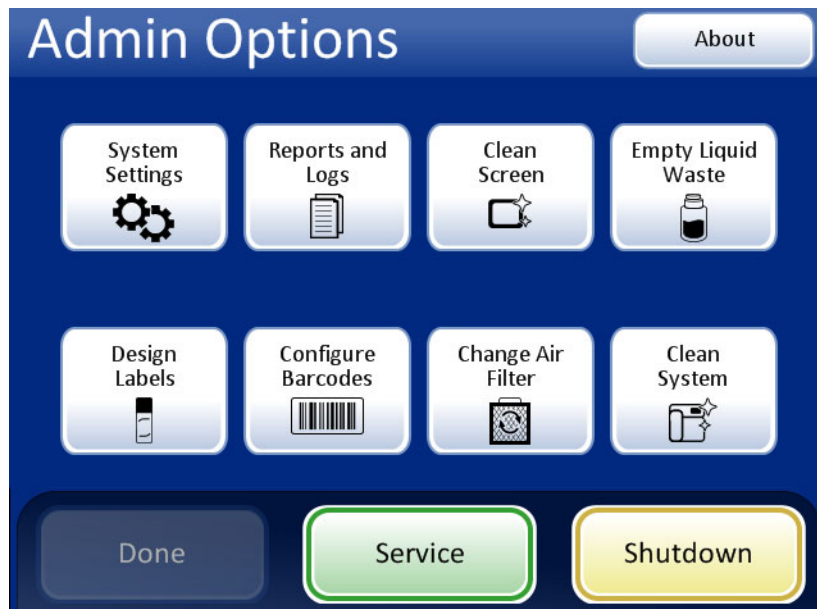 Admin Options
About
System
Settings
Reports and
Logs
Clean
Screen
Empty Liquid
Waste
Design
Labels
Configure
Barcodes
Change Air
Filter
Clean
System
Done
Service
Shutdown